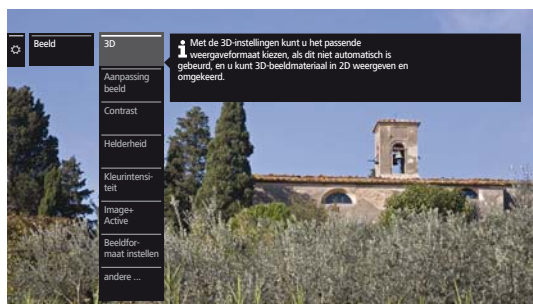 Beeld
3D
Met de 3D-instellingen kunt u het passende
weergaveformaat kiezen, als dit niet automatisch is
gebeurd, en u kunt 3D-beeldmateriaal in 2D weergeven en
omgekeerd.
Aanpassing
beeld
Contrast
Helderheid
Kleurintensi-
teit
Image+
Active
Beeldfor-
maat instellen
andere ...